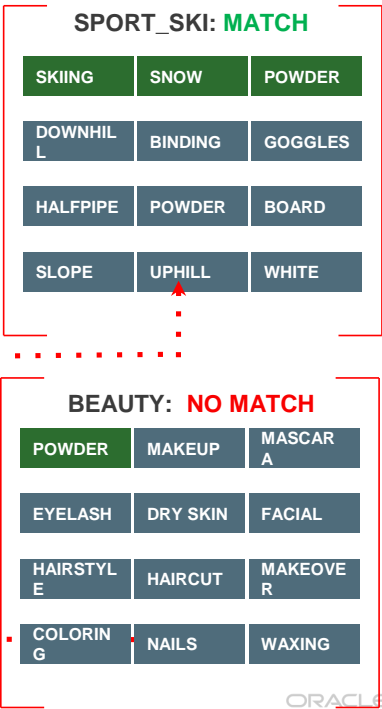 SPORT_SKI: MATCH
SKIING SNOW POWDER
DOWNHIL
L
BINDING GOGGLES
HALFPIPE POWDER BOARD
SLOPE UPHILL WHITE
BEAUTY: NO MATCH
POWDER MAKEUP MASCAR
A
EYELASH DRY SKIN FACIAL
HAIRSTYL
E
HAIRCUT MAKEOVE
R
COLORIN
G
NAILS WAXING
ORACLE